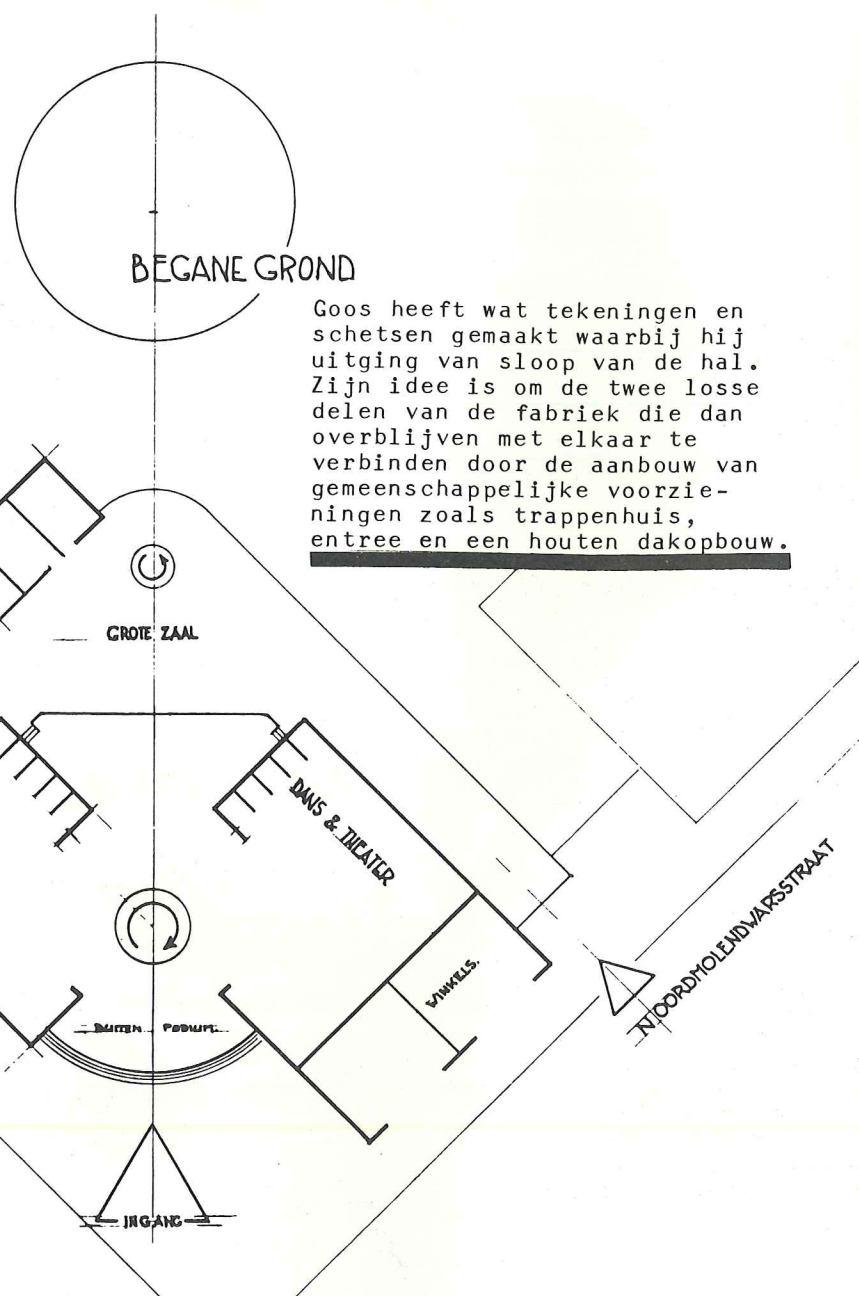 BEGANE GROND
Goos heeft wat tekeningen en
schetsen gemaakt waarbij hij
uitging van sloop van de hal.
Zijn idee is om de twee losse
delen van de fabriek die dan
overblijven met elkaar te
verbinden door de aanbouw van
gemeenschappelijke voorzie-
ningen zoals trappenhuis,
entree en een houten dakopbouw.
GROTE ZAAL
DANS & THEATER
WINKELS.
NOORDMOLENDWARSSTRAAT
BUITEN PODIUM.
INGANG